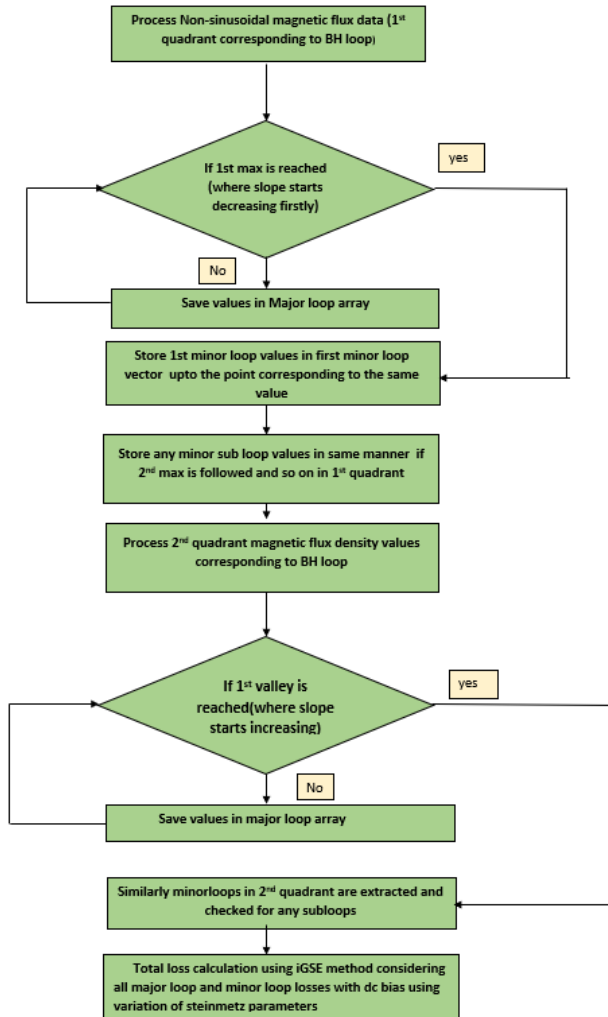 Process Non-sinusoidal magnetic flux data (1st
quadrant corresponding to BH loop)
If 1st max is reached
(where slope starts
decreasing firstly)
yes
No
Save values in Major loop array
Store 1st minor loop values in first minor loop
vector upto the point corresponding to the same
value
Store any minor sub loop values in same manner if
2nd max is followed and so on in 1st quadrant
Process 2nd quadrant magnetic flux density values
corresponding to BH loop
If 1st valley is
reached(where slope
starts increasing)
yes
No
Save values in major loop array
Similarly minorloops in 2nd quadrant are extracted and
checked for any subloops
Total loss calculation using iGSE method considering
all major loop and minor loop losses with dc bias using
variation of steinmetz parameters